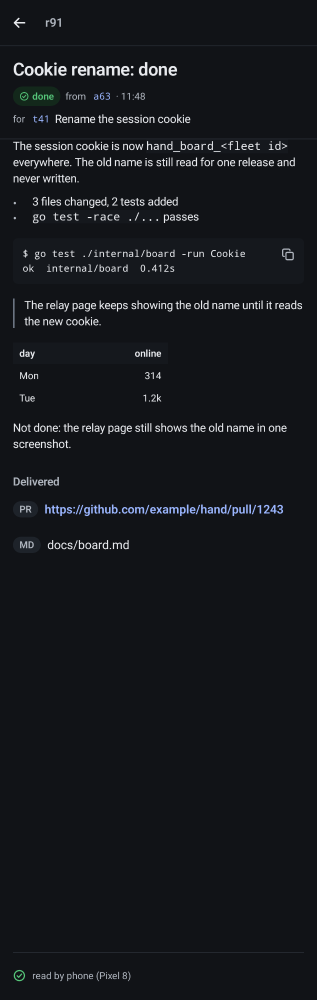 r91
Cookie rename: done
done from a63 · 11:48
for t41 Rename the session cookie
The session cookie is now hand_board_<fleet id>
everywhere. The old name is still read for one release and
never written.
• 3 files changed, 2 tests added
• go test -race ./... passes
$ go test ./internal/board -run Cookie
ok internal/board 0.412s
The relay page keeps showing the old name until it reads
the new cookie.
day online
Mon 314
Tue 1.2k
Not done: the relay page still shows the old name in one
screenshot.
Delivered
PR https://github.com/example/hand/pull/1243
MD docs/board.md
read by phone (Pixel 8)